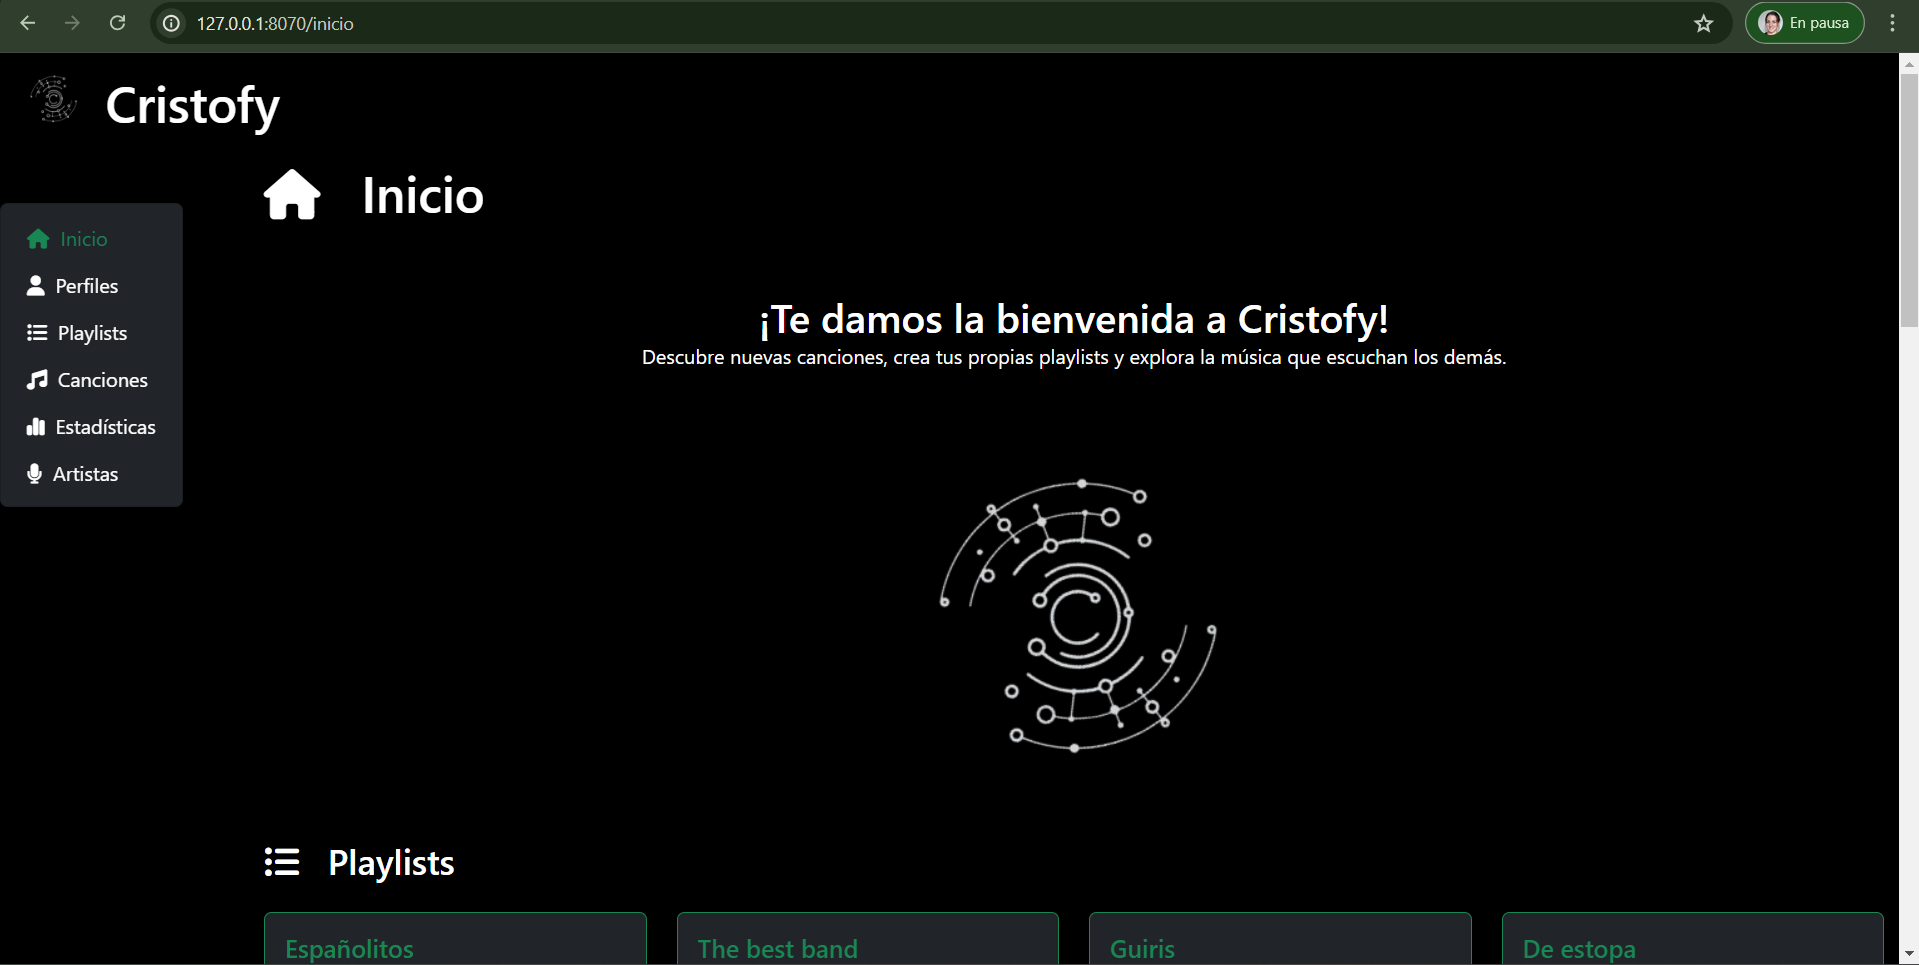 127.0.0.1:8070/inicio
En pausa
Cristofy
Inicio
Inicio
Perfiles
Playlists
Canciones
Estadísticas
Artistas
¡Te damos la bienvenida a Cristofy!
Descubre nuevas canciones, crea tus propias playlists y explora la música que escuchan los demás.
Playlists
Españolitos
The best band
Guiris
De estopa